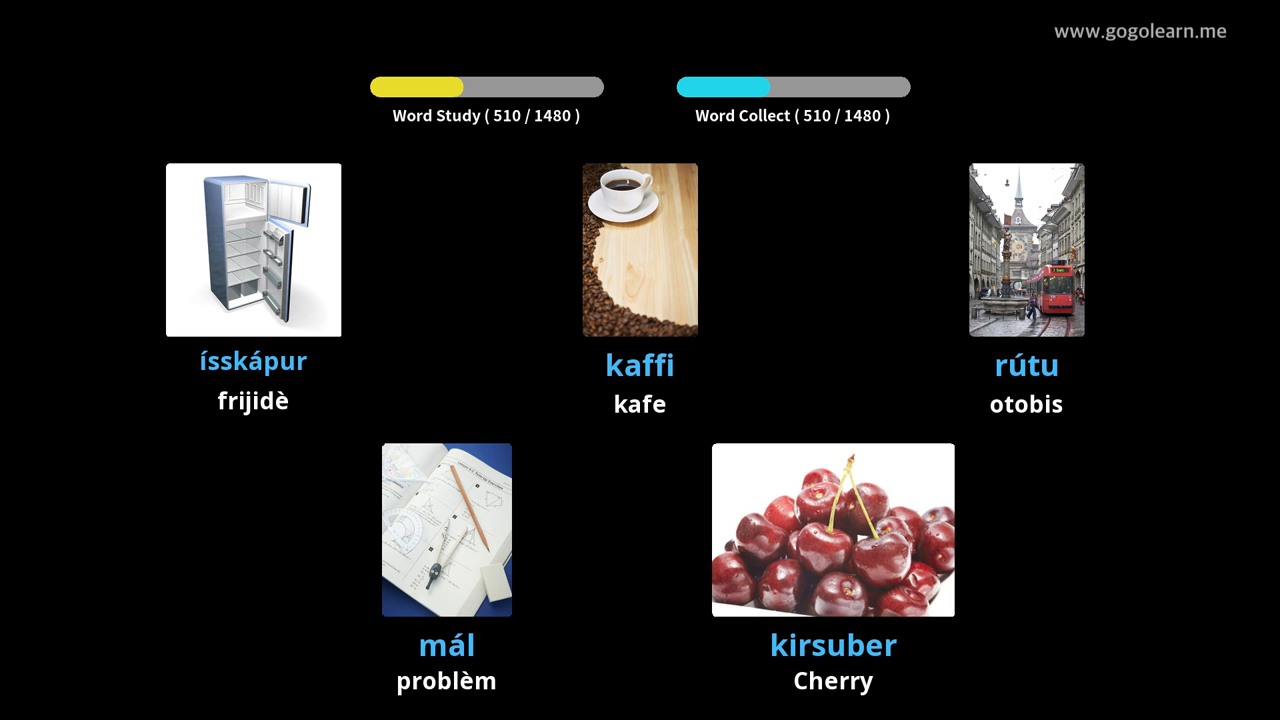 www.gogolearn.me
Word Study ( 510 / 1480 )
Word Collect ( 510 / 1480 )
ísskápur
frijidè
kaffi
kafe
rútu
otobis
mál
problèm
kirsuber
Cherry